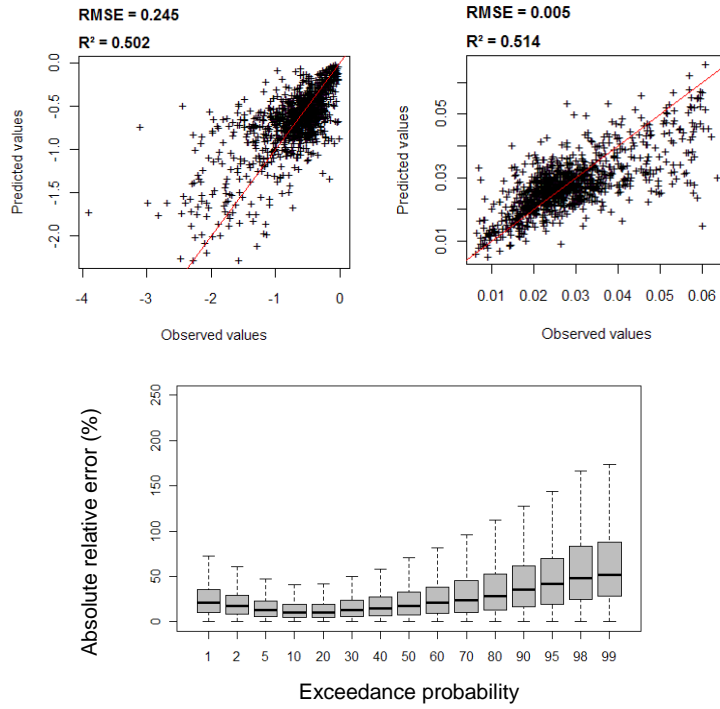 RMSE = 0.245
R² = 0.502
Predicted values
0.0
-0.5
-1.0
-1.5
-2.0
-4 -3 -2 -1 0
Observed values
RMSE = 0.005
R² = 0.514
Predicted values
0.05
0.03
0.01
0.01 0.02 0.03 0.04 0.05 0.06
Observed values
Absolute relative error (%)
250
200
150
100
50
0
1 2 5 10 20 30 40 50 60 70 80 90 95 98 99
Exceedance probability